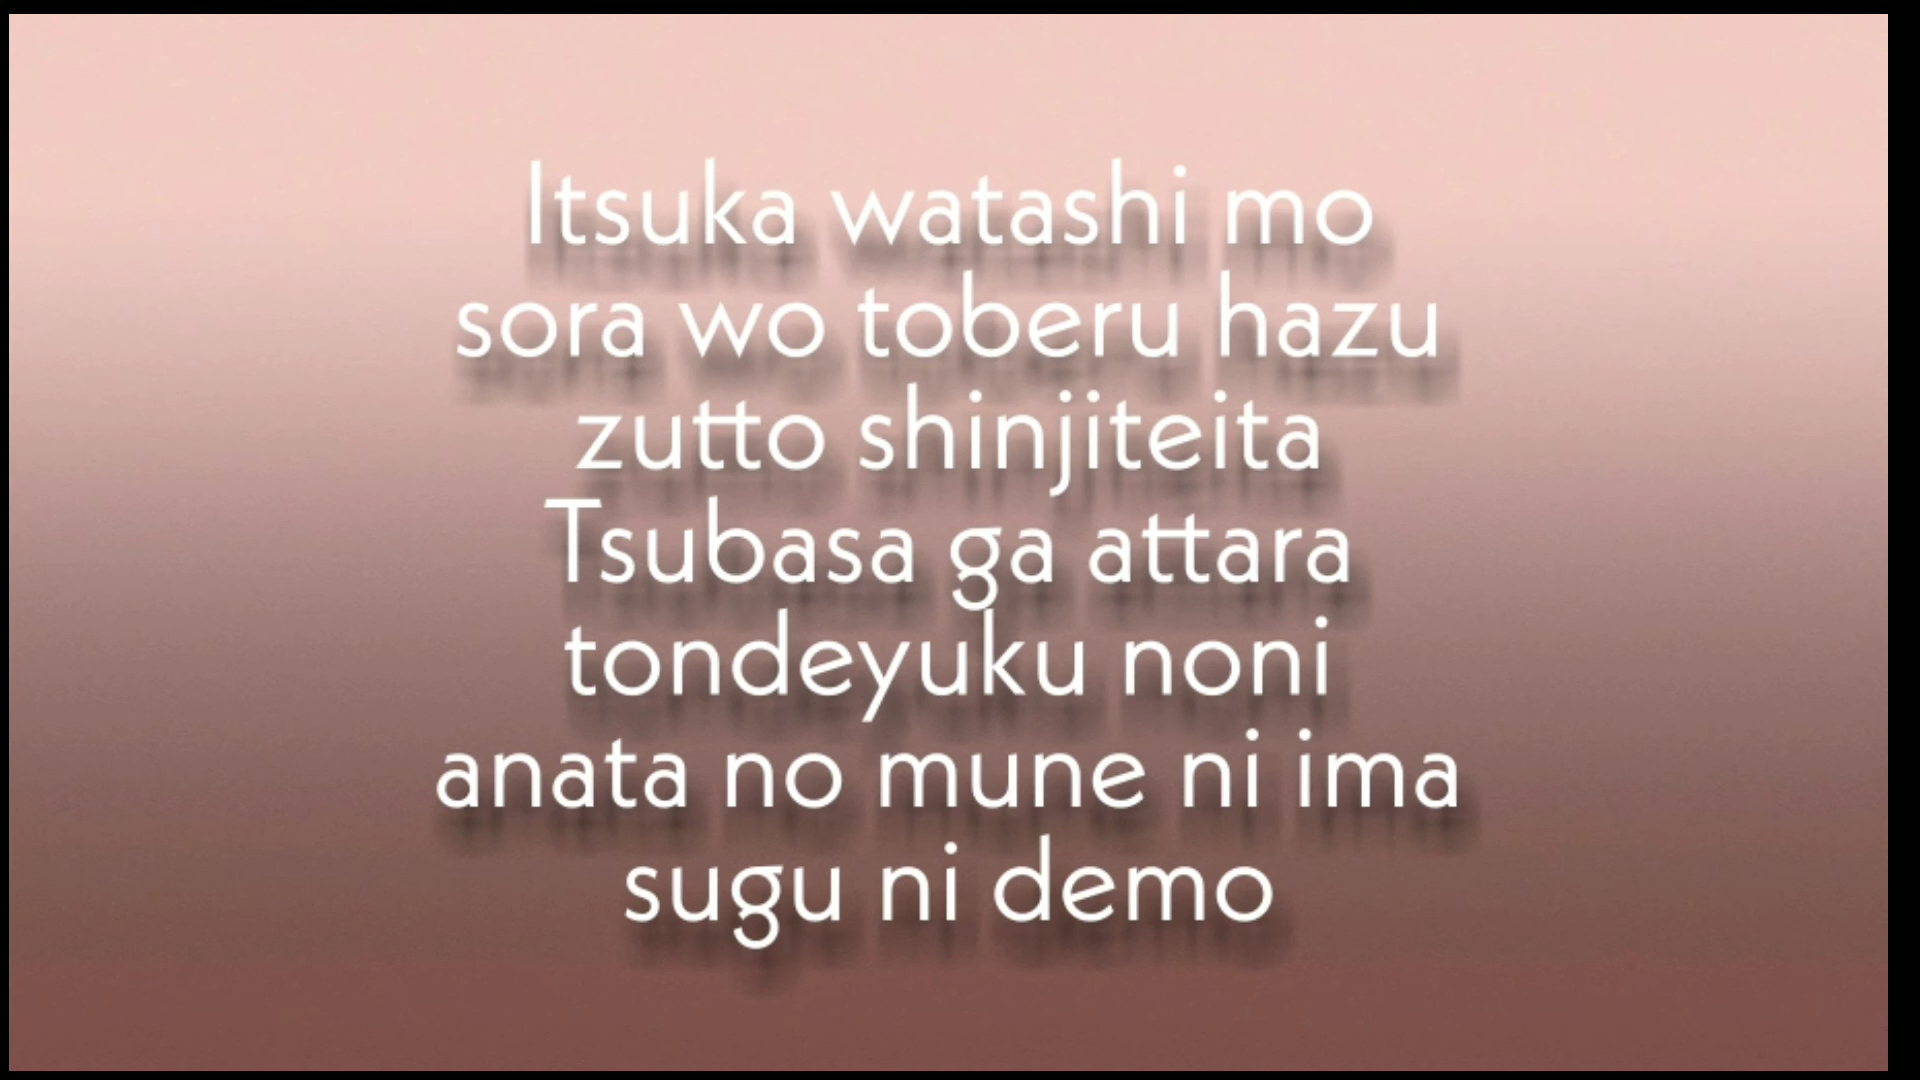 Itsuka watashi mo
sora wo toberu hazu
zutto shinjiteita
Tsubasa ga attara
tondeyuku noni
anata no mune ni ima
sugu ni demo